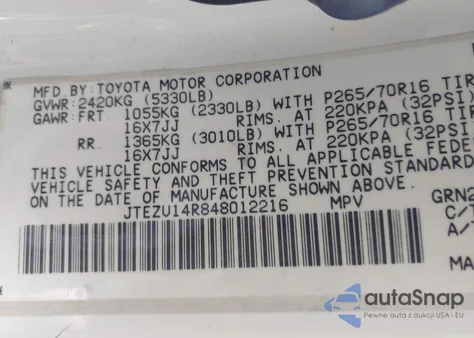 MFD.BY:TOYOTA MOTOR CORPORATION
GVWR:2420KG (5330LB)
GAWR:FRT. 1055KG (2330LB) WITH P265/70R16 TIR
16X7JJ RIMS. AT 220KPA (32PSI)
RR. 1365KG (3010LB) WITH P265/70R16 TIR
16X7JJ RIMS. AT 220KPA (32PSI
THIS VEHICLE CONFORMS TO ALL APPLICABLE FEDE
VEHICLE SAFETY AND THEFT PREVENTION STANDARD
ON THE DATE OF MANUFACTURE SHOWN ABOVE.
JTEZU14R848012216 MPV GRN2
C/
A/T
MA
autoSnap
Pewne auta z aukcji USA i EU